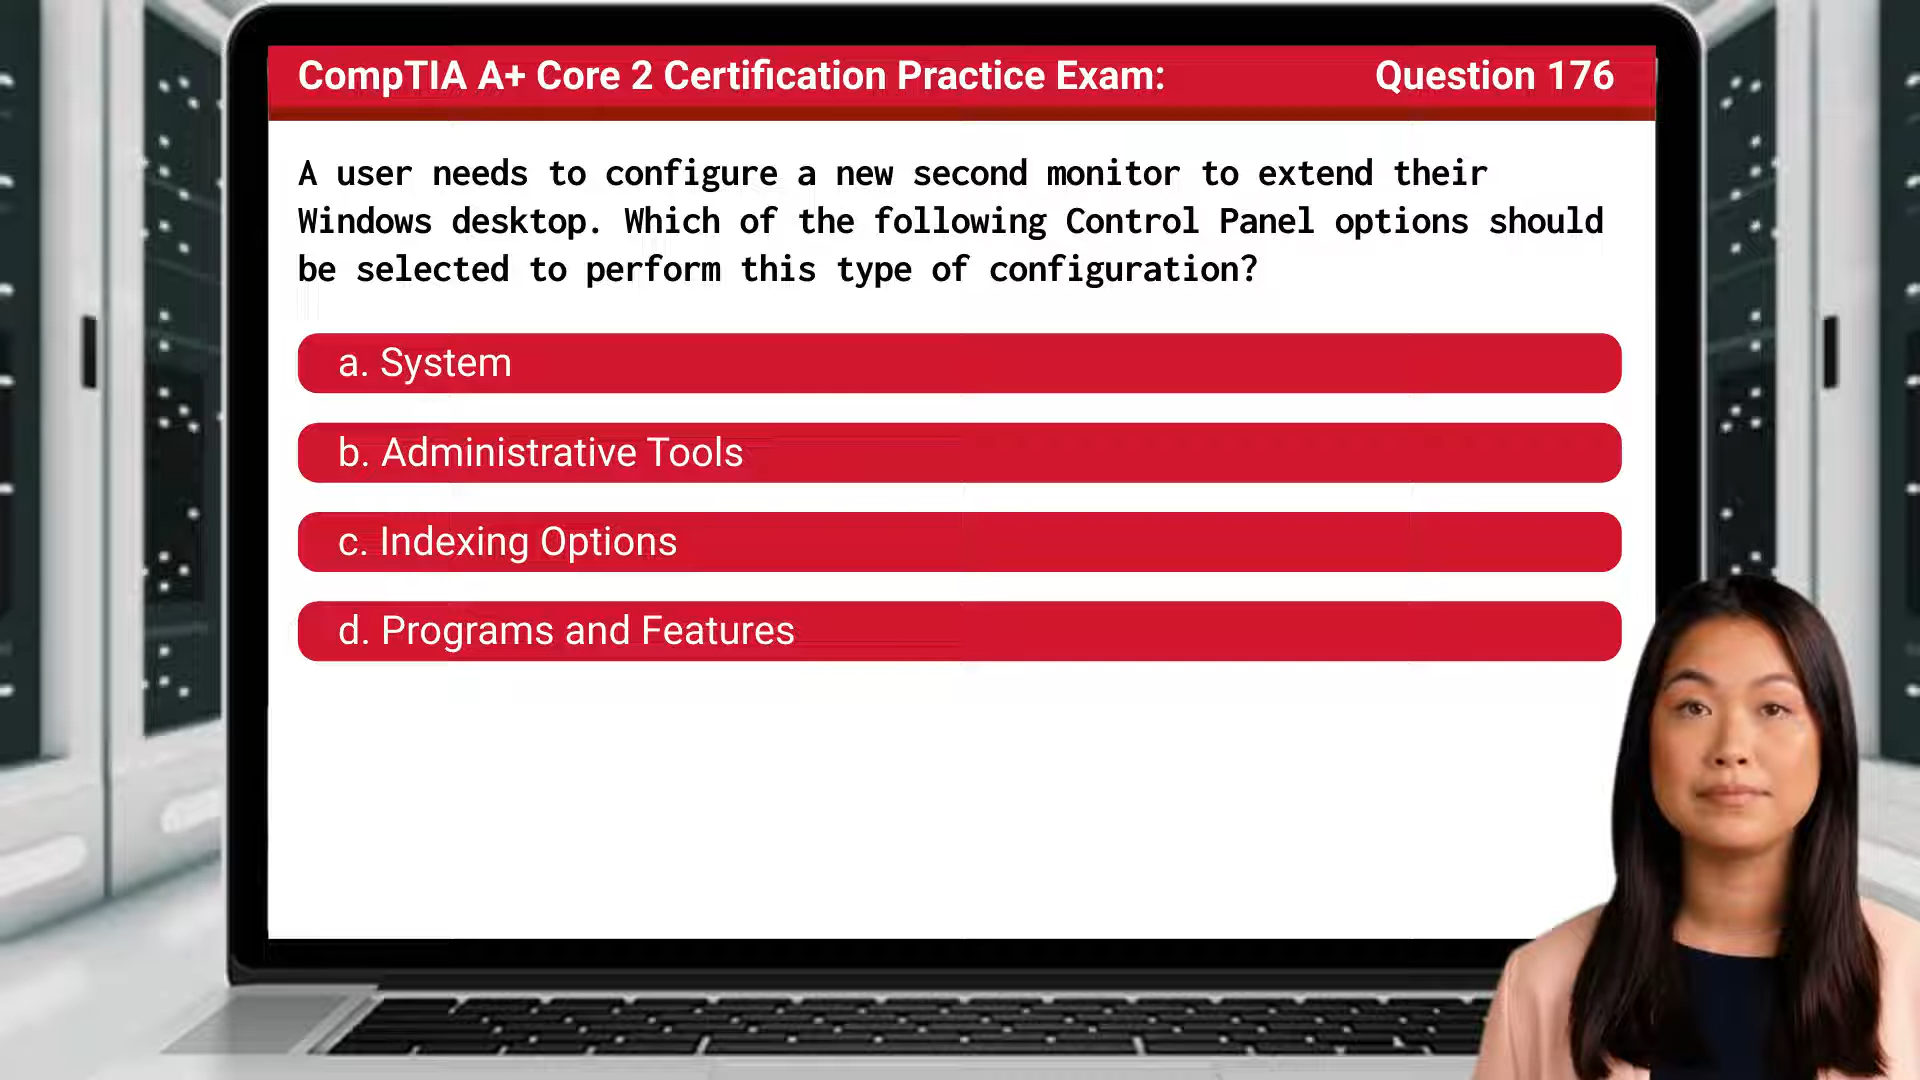 CompTIA A+ Core 2 Certification Practice Exam: Question 176
A user needs to configure a new second monitor to extend their
Windows desktop. Which of the following Control Panel options should
be selected to perform this type of configuration?
a. System
b. Administrative Tools
c. Indexing Options
d. Programs and Features